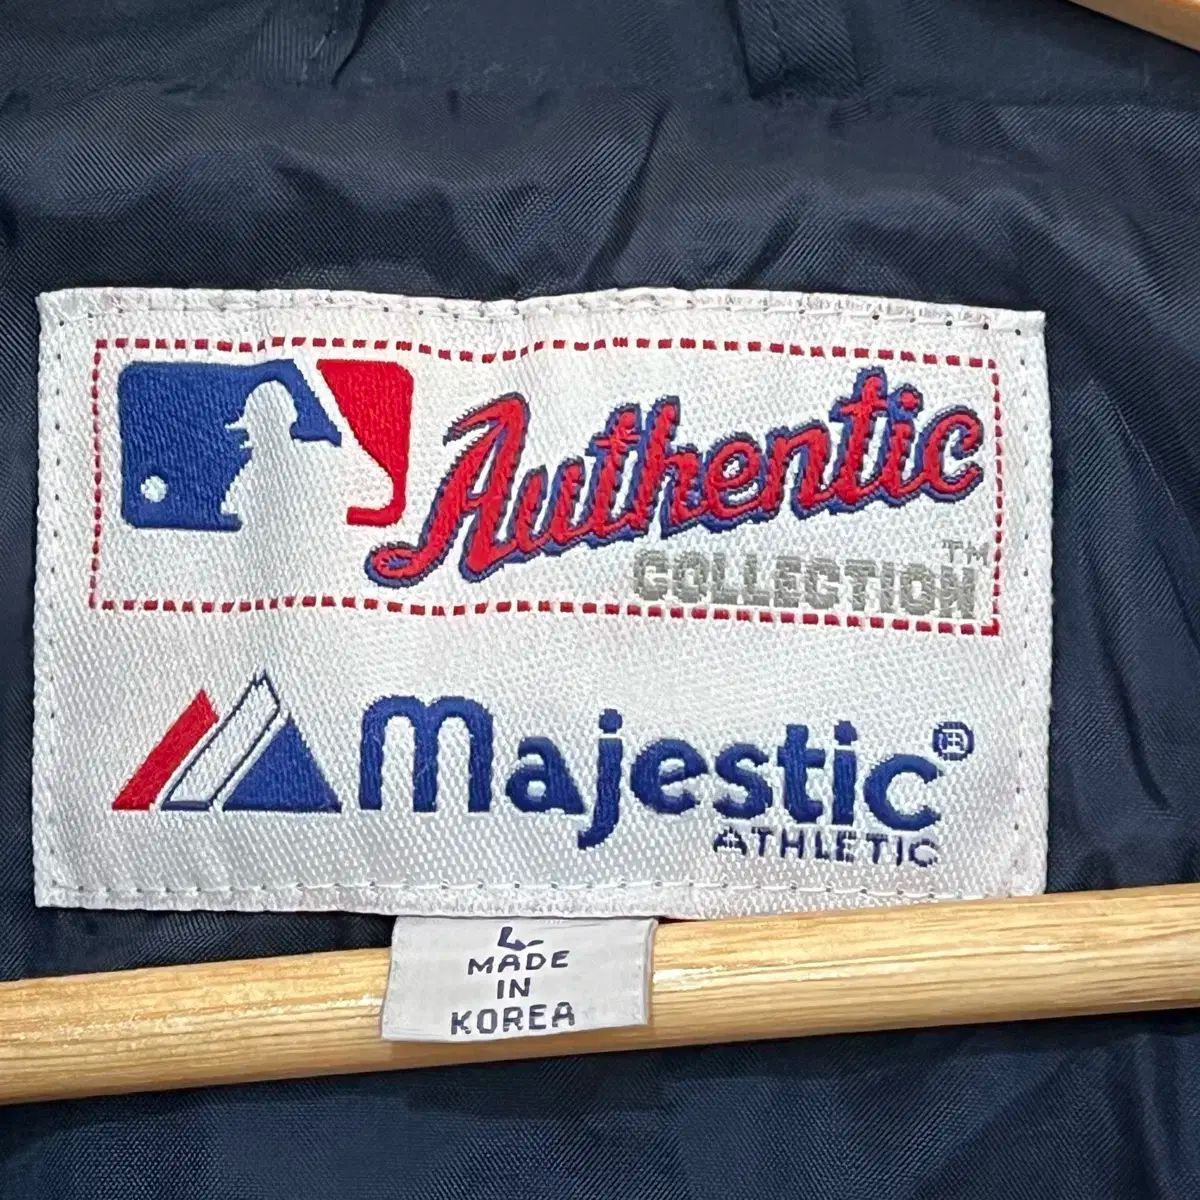 Authentic
COLLECTION™
Majestic®
ATHLETIC
L
MADE
IN
KOREA